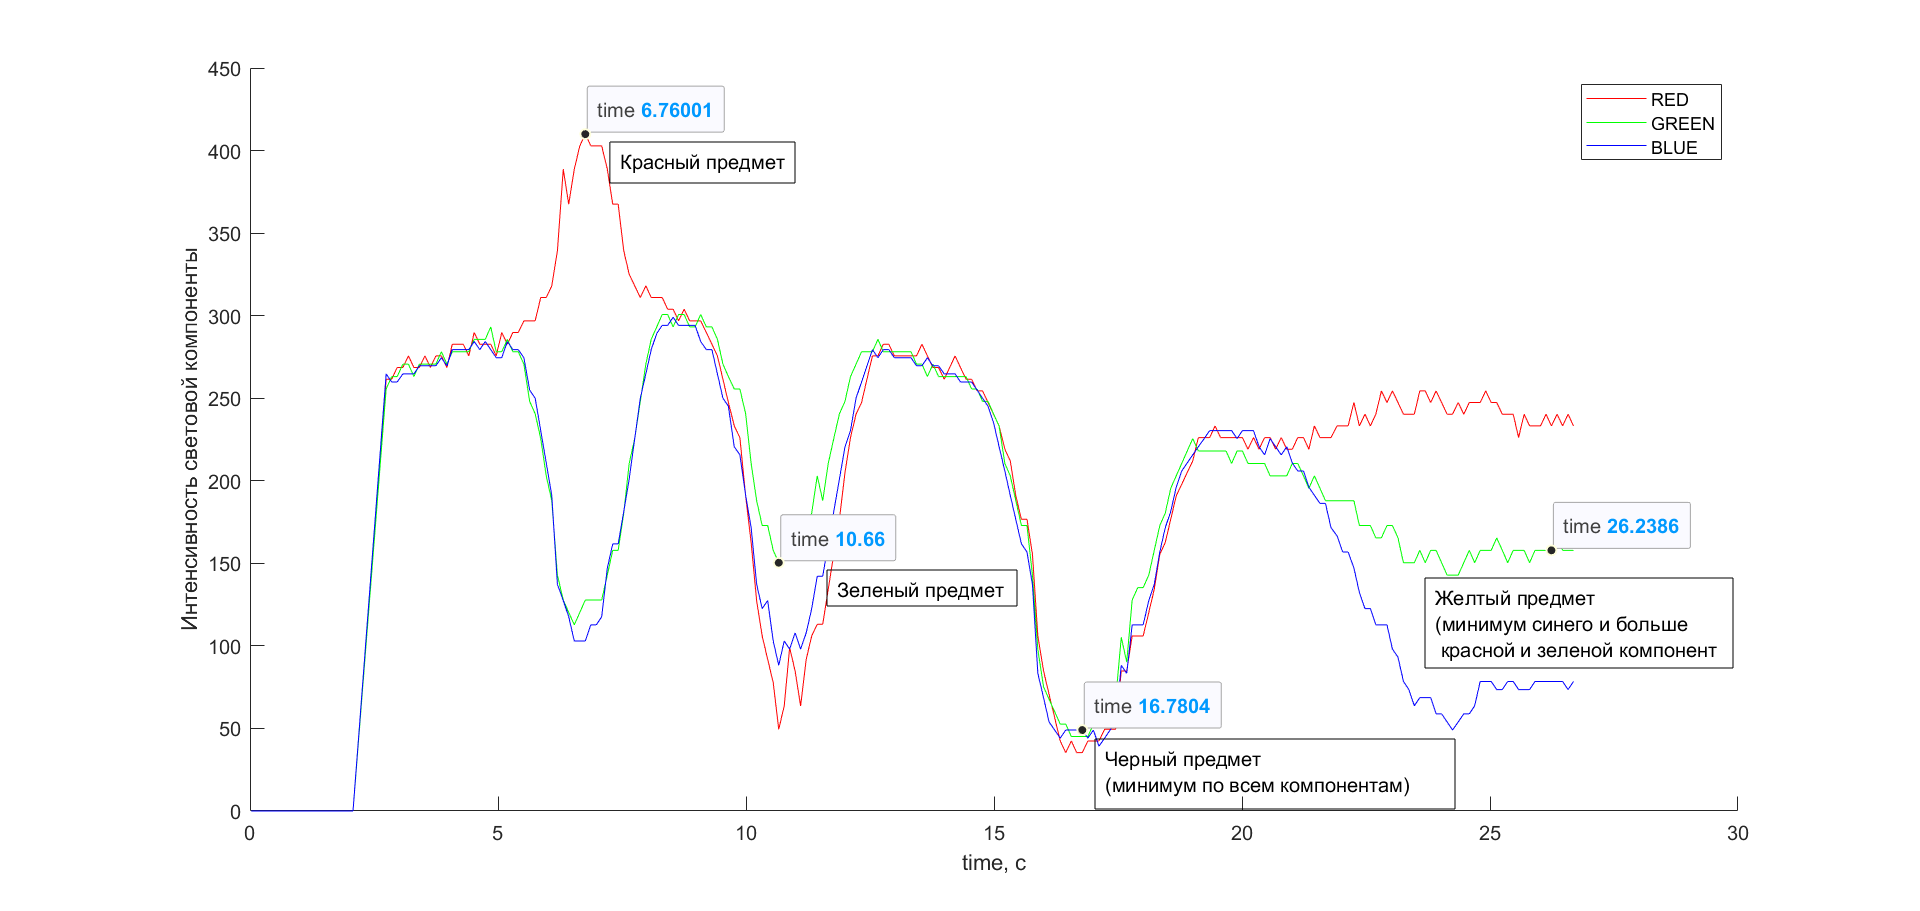 450
400
350
300
250
200
150
100
50
0
Интенсивность световой компоненты
0
5
10
15
20
25
30
time, c
RED
GREEN
BLUE
time 6.76001
Красный предмет
time 10.66
Зеленый предмет
time 16.7804
Черный предмет
(минимум по всем компонентам)
time 26.2386
Желтый предмет
(минимум синего и больше
красной и зеленой компонент